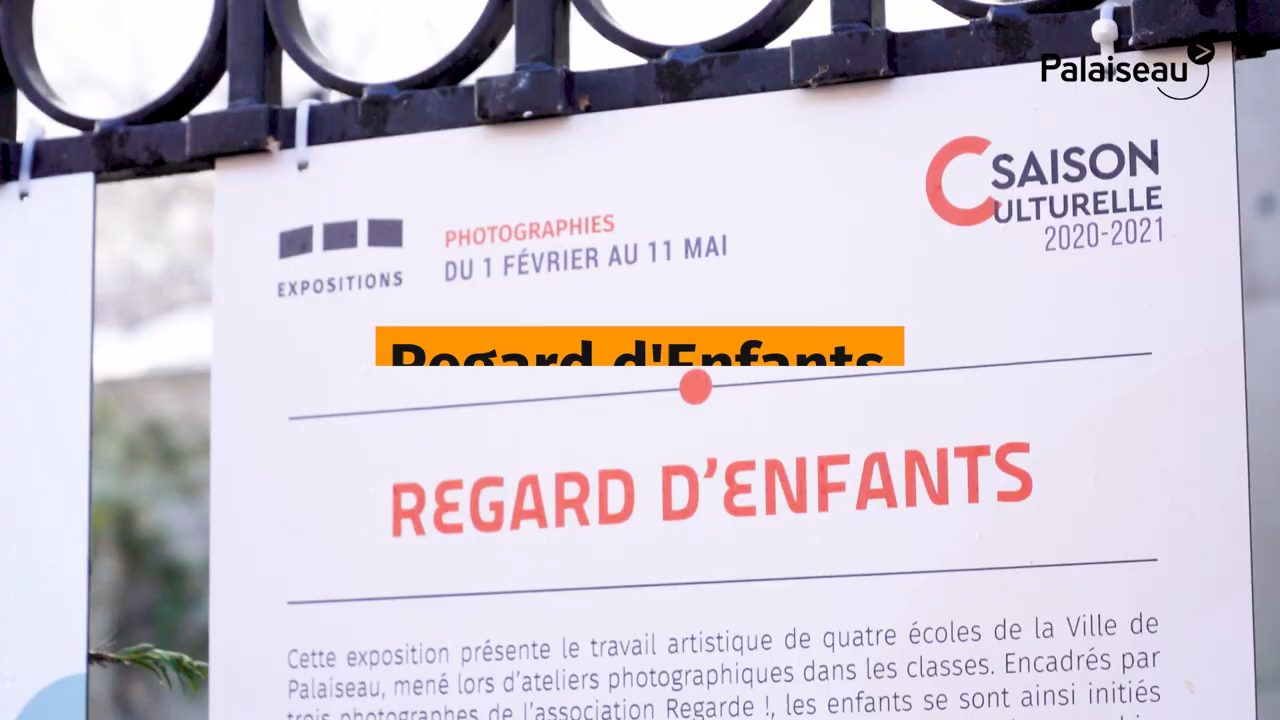 Palaiseau
SAISON
CULTURELLE
2020-2021
EXPOSITIONS
PHOTOGRAPHIES
DU 1 FÉVRIER AU 11 MAI
Regard d'Enfants
REGARD D'ENFANTS
Cette exposition présente le travail artistique de quatre écoles de la Ville de
Palaiseau, mené lors d'ateliers photographiques dans les classes. Encadrés par
trois photographes de l'association Regarde !, les enfants se sont ainsi initiés